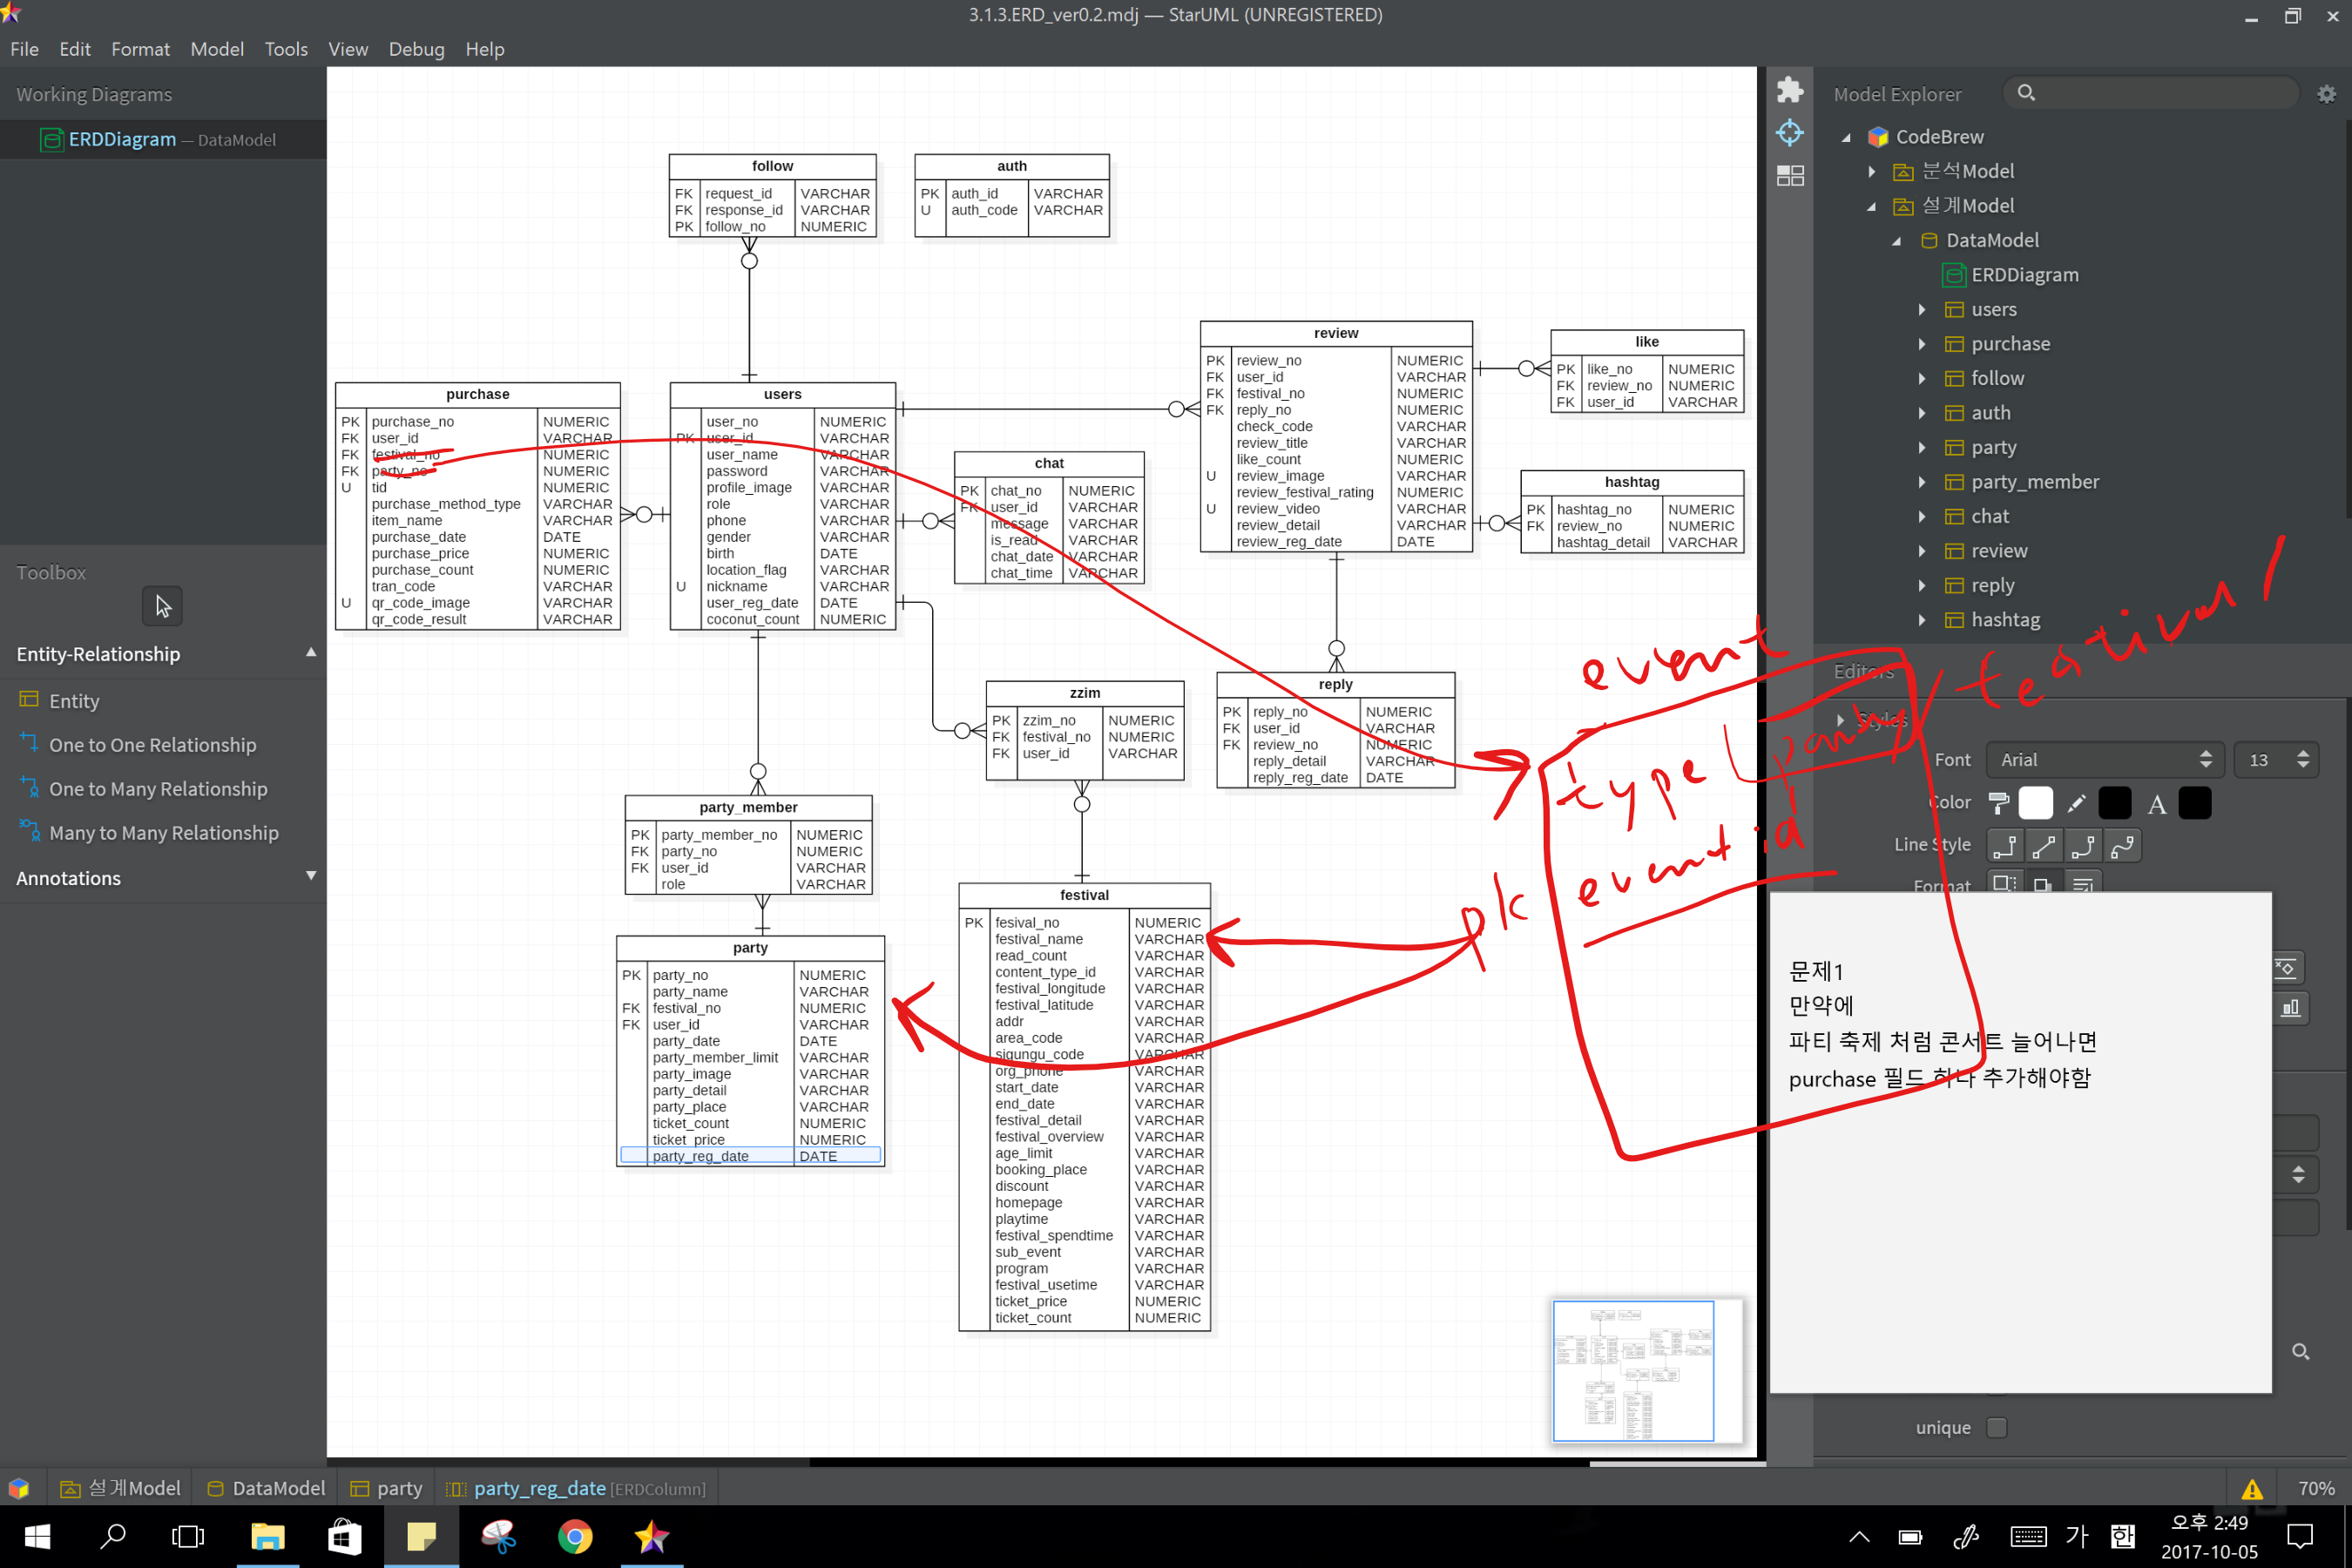 3.1.3.ERD_ver0.2.mdj — StarUML (UNREGISTERED)
File Edit Format Model Tools View Debug Help
Working Diagrams
ERDDiagram — DataModel
Toolbox
Entity-Relationship
Entity
One to One Relationship
One to Many Relationship
Many to Many Relationship
Annotations
follow
FK request_id VARCHAR
FK response_id VARCHAR
PK follow_no NUMERIC
auth
PK auth_id VARCHAR
U auth_code VARCHAR
purchase
PK purchase_no NUMERIC
FK user_id VARCHAR
FK festival_no NUMERIC
FK party_no NUMERIC
U tid NUMERIC
purchase_method_type VARCHAR
item_name VARCHAR
purchase_date DATE
purchase_price NUMERIC
purchase_count NUMERIC
tran_code VARCHAR
U qr_code_image VARCHAR
qr_code_result VARCHAR
users
user_no NUMERIC
PK user_id VARCHAR
user_name VARCHAR
password VARCHAR
profile_image VARCHAR
role VARCHAR
phone VARCHAR
gender VARCHAR
birth DATE
location_flag VARCHAR
U nickname VARCHAR
user_reg_date DATE
coconut_count NUMERIC
chat
PK chat_no NUMERIC
FK user_id VARCHAR
message VARCHAR
is_read VARCHAR
chat_date VARCHAR
chat_time VARCHAR
review
PK review_no NUMERIC
FK user_id VARCHAR
FK festival_no NUMERIC
FK reply_no NUMERIC
check_code VARCHAR
review_title VARCHAR
like_count NUMERIC
U review_image VARCHAR
review_festival_rating NUMERIC
U review_video VARCHAR
review_detail VARCHAR
review_reg_date DATE
like
PK like_no NUMERIC
FK review_no NUMERIC
FK user_id VARCHAR
hashtag
PK hashtag_no NUMERIC
FK review_no NUMERIC
hashtag_detail VARCHAR
reply
PK reply_no NUMERIC
FK user_id VARCHAR
FK review_no NUMERIC
reply_detail VARCHAR
reply_reg_date DATE
zzim
PK zzim_no NUMERIC
FK festival_no NUMERIC
FK user_id VARCHAR
party_member
PK party_member_no NUMERIC
FK party_no NUMERIC
FK user_id VARCHAR
role VARCHAR
party
PK party_no NUMERIC
party_name VARCHAR
FK festival_no NUMERIC
FK user_id VARCHAR
party_date DATE
party_member_limit VARCHAR
party_image VARCHAR
party_detail VARCHAR
party_place VARCHAR
ticket_count NUMERIC
ticket_price NUMERIC
party_reg_date DATE
festival
PK fesival_no NUMERIC
festival_name VARCHAR
read_count VARCHAR
content_type_id VARCHAR
festival_longitude VARCHAR
festival_latitude VARCHAR
addr VARCHAR
area_code VARCHAR
sigungu_code VARCHAR
org_phone VARCHAR
start_date VARCHAR
end_date VARCHAR
festival_detail VARCHAR
festival_overview VARCHAR
age_limit VARCHAR
booking_place VARCHAR
discount VARCHAR
homepage VARCHAR
playtime VARCHAR
festival_spendtime VARCHAR
sub_event VARCHAR
program VARCHAR
festival_usetime VARCHAR
ticket_price NUMERIC
ticket_count NUMERIC
event
type party / festival
pk event id
Model Explorer
CodeBrew
분석Model
설계Model
DataModel
ERDDiagram
users
purchase
follow
auth
party
party_member
chat
review
reply
hashtag
Editors
Styles
Font Arial 13
Color A
Line Style
Format
문제1
만약에
파티 축제 처럼 콘서트 늘어나면
purchase 필드 하나 추가해야함
unique
설계Model DataModel party party_reg_date [ERDColumn] 70%
가 한 오후 2:49
2017-10-05